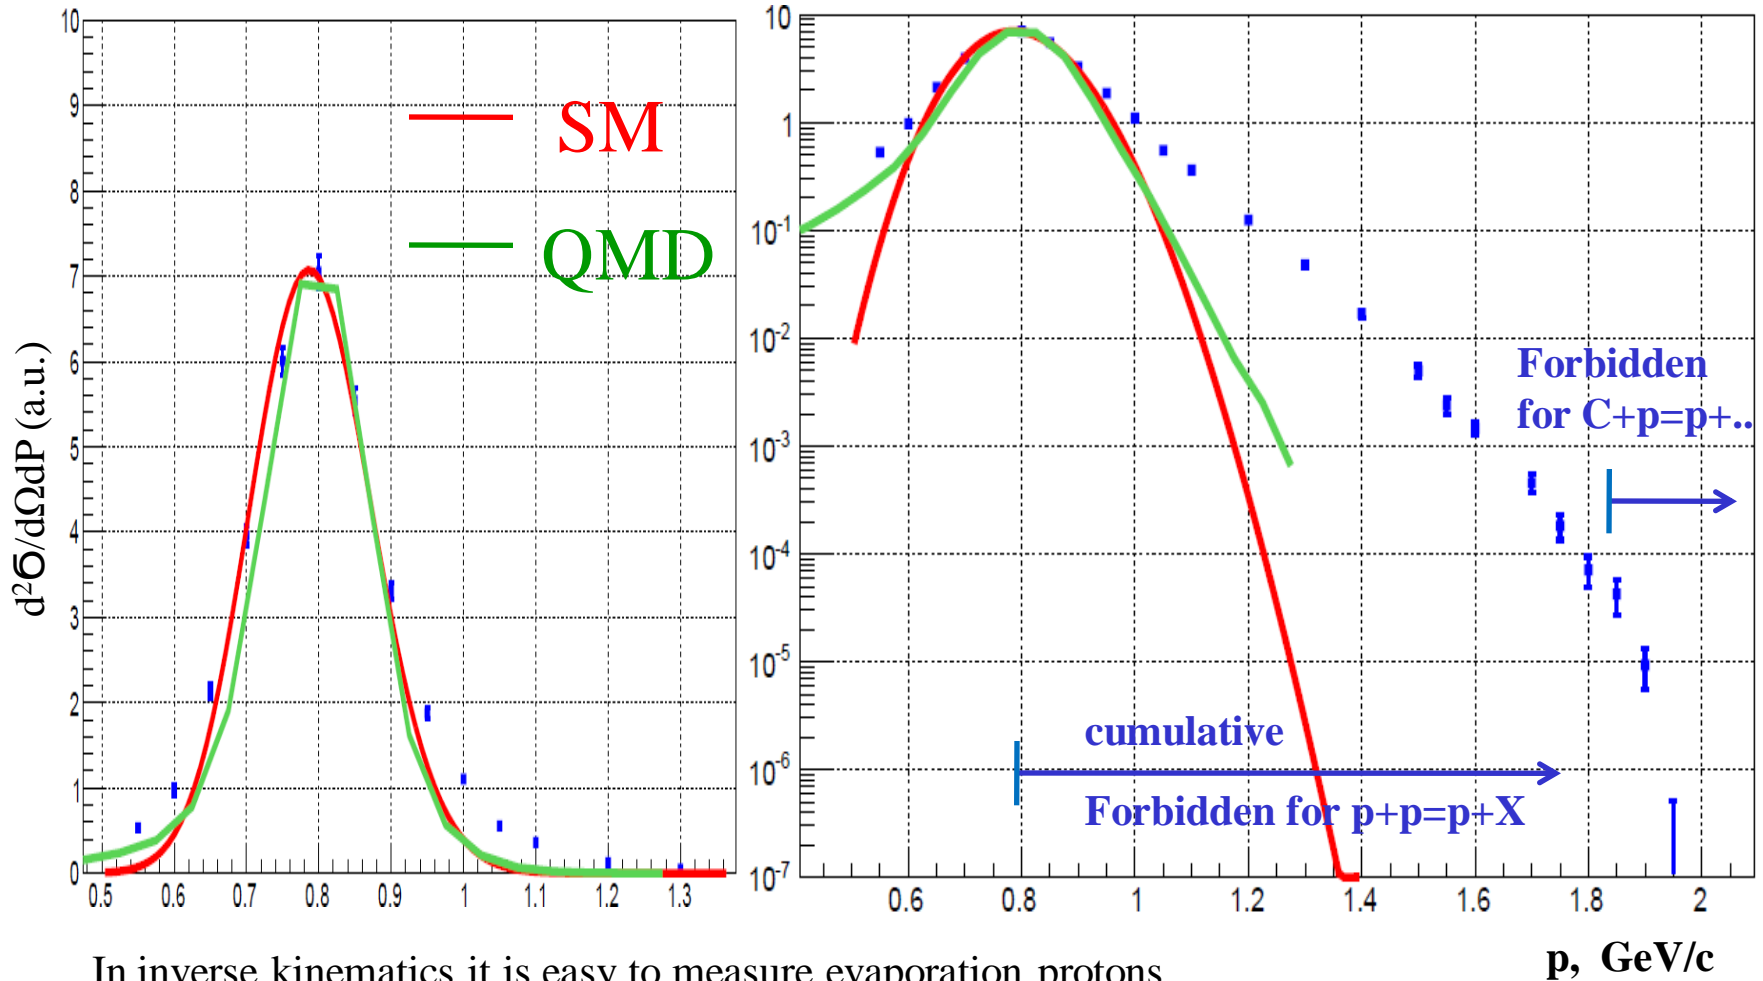 10
9
8
7
6
5
4
3
2
1
0
0.5 0.6 0.7 0.8 0.9 1 1.1 1.2 1.3
d²σ/dΩdP (a.u.)
SM
QMD
10
1
10⁻¹
10⁻²
10⁻³
10⁻⁴
10⁻⁵
10⁻⁶
10⁻⁷
0.6 0.8 1 1.2 1.4 1.6 1.8 2
Forbidden
for C+p=p+..
cumulative
Forbidden for p+p=p+X
p, GeV/c
In inverse kinematics it is easy to measure evaporation protons